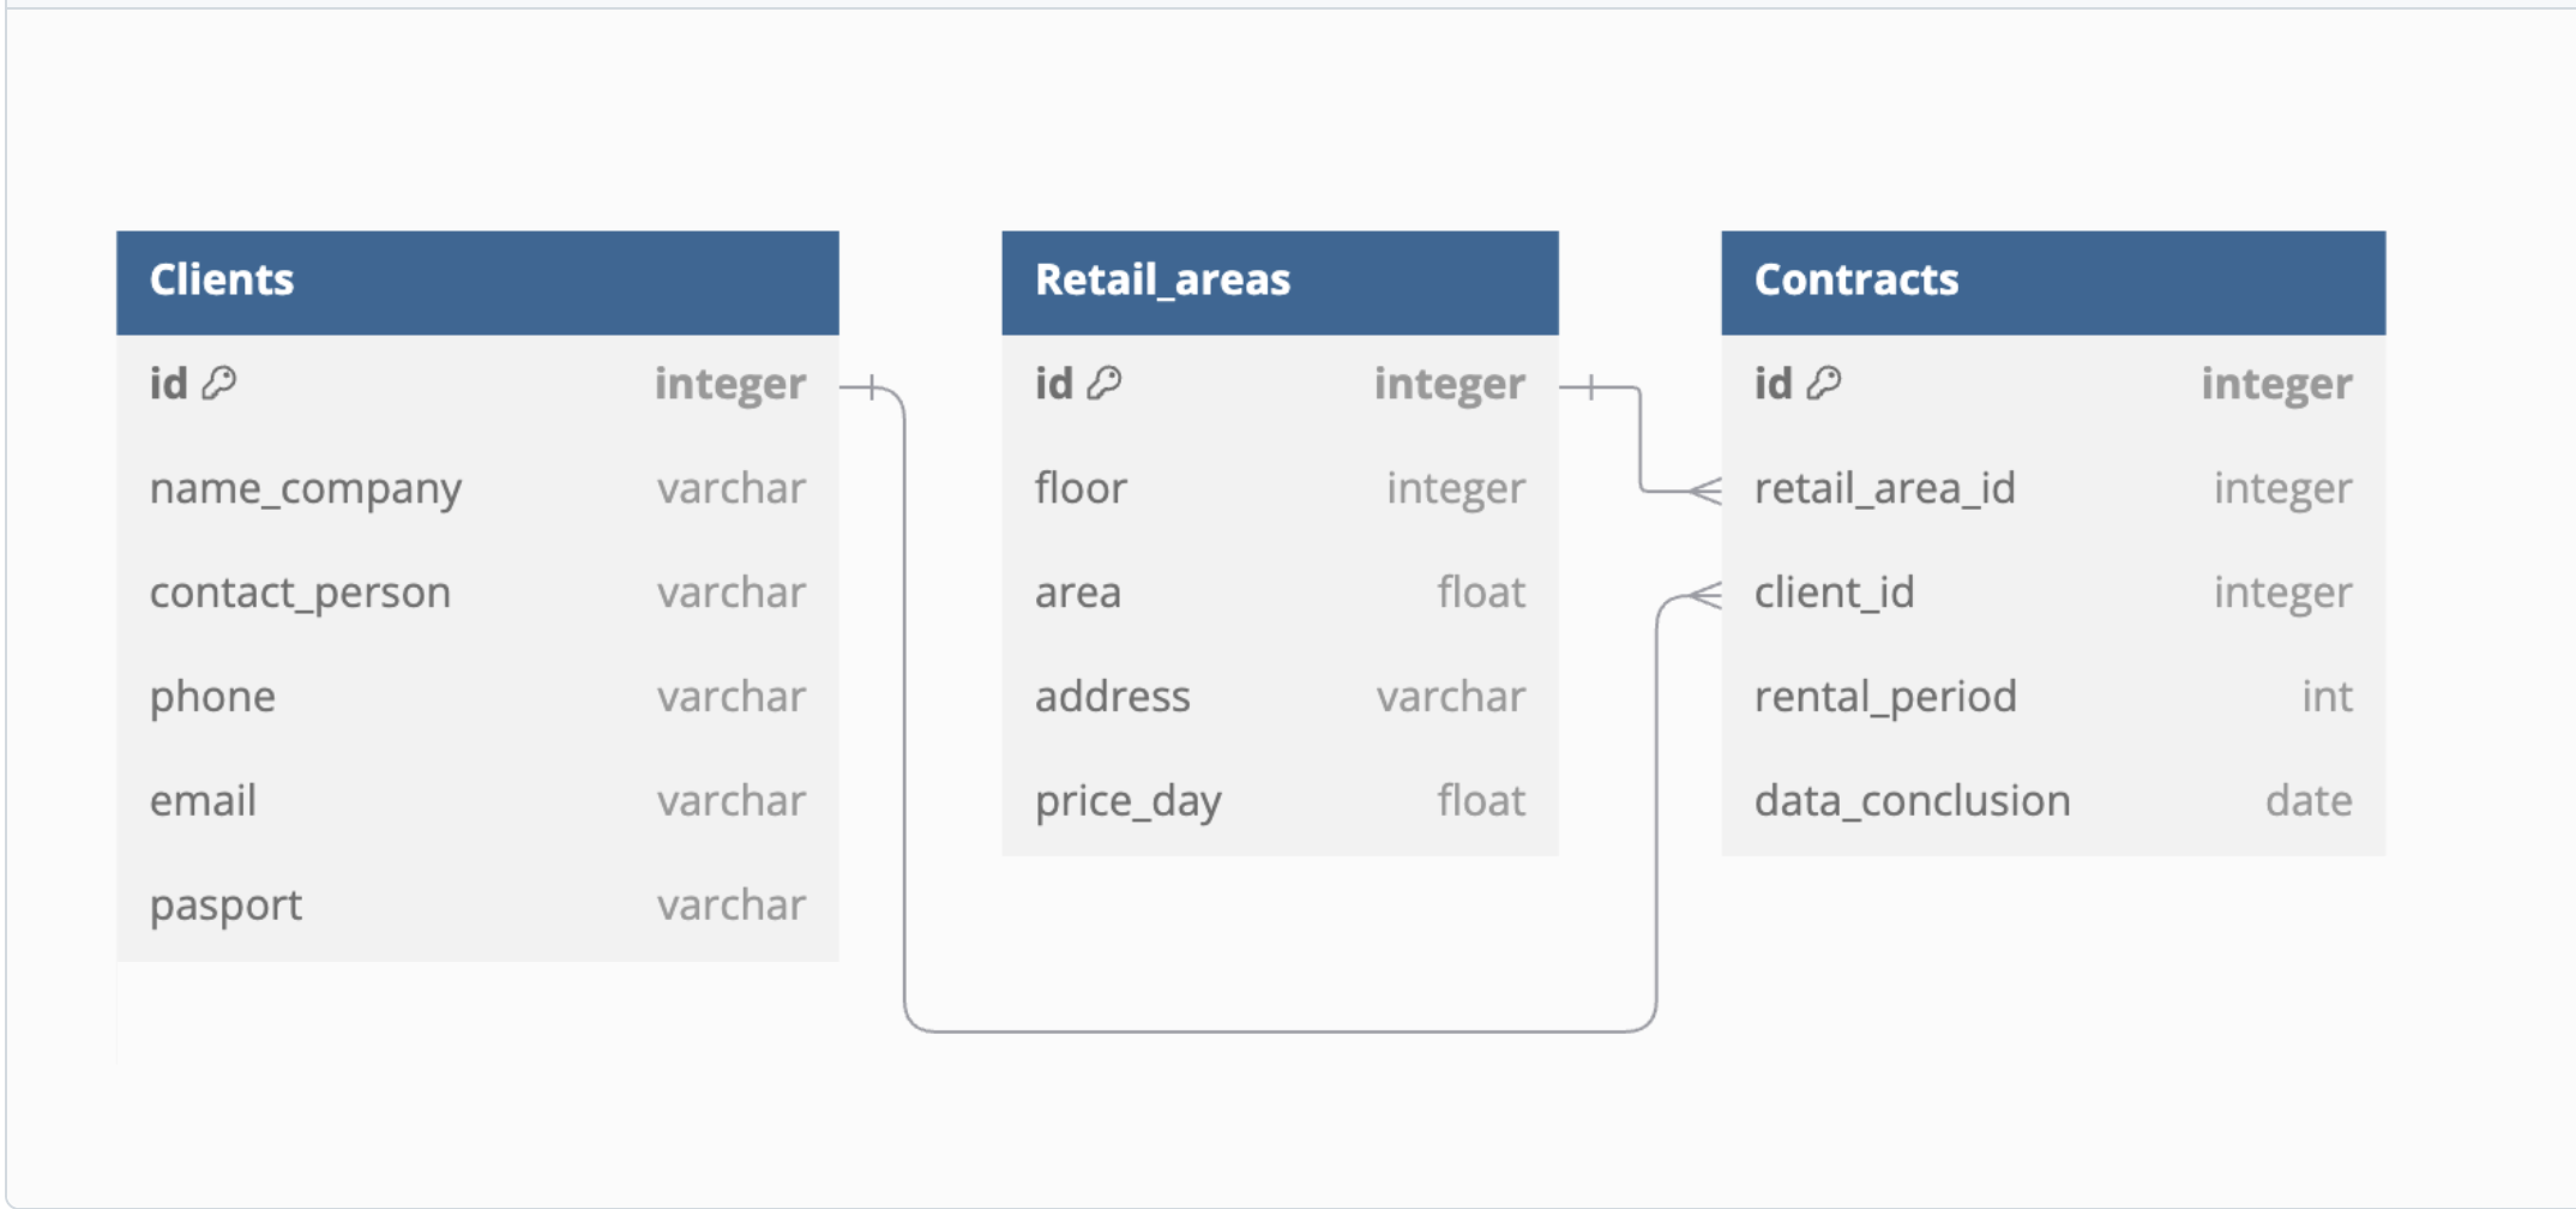 Clients
id integer
name_company varchar
contact_person varchar
phone varchar
email varchar
pasport varchar
Retail_areas
id integer
floor integer
area float
address varchar
price_day float
Contracts
id integer
retail_area_id integer
client_id integer
rental_period int
data_conclusion date